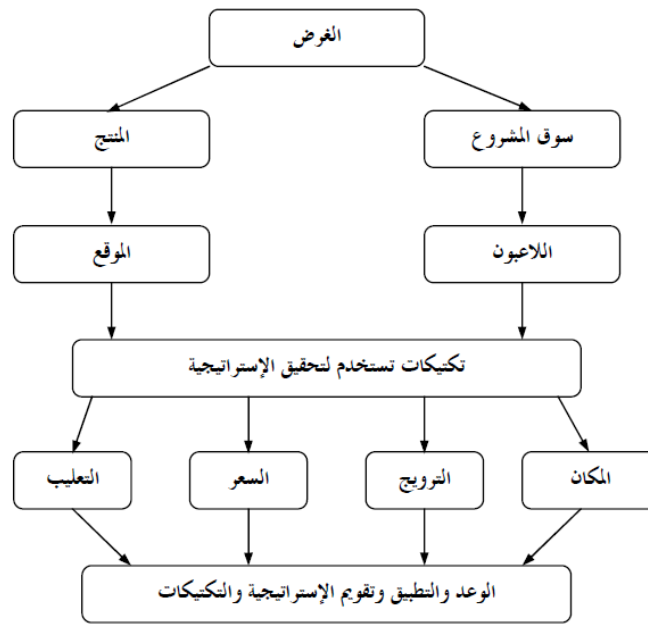 الغرض
سوق المشروع
المنتج
اللاعبون
الموقع
تكتيكات تستخدم لتحقيق الإستراتيجية
المكان
الترويج
السعر
التعليب
الوعد والتطبيق وتقويم الإستراتيجية والتكتيكات